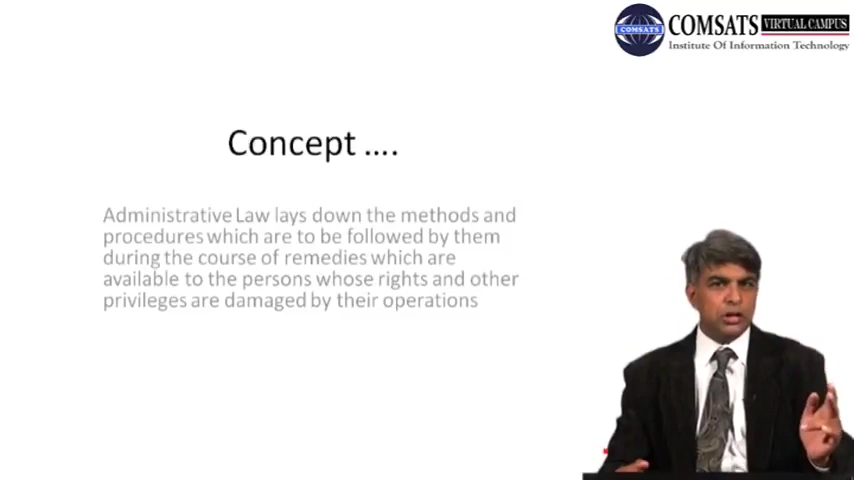 COMSATS VIRTUAL CAMPUS
COMSATS
Institute Of Information Technology
Concept ....
Administrative Law lays down the methods and
procedures which are to be followed by them
during the course of remedies which are
available to the persons whose rights and other
privileges are damaged by their operations